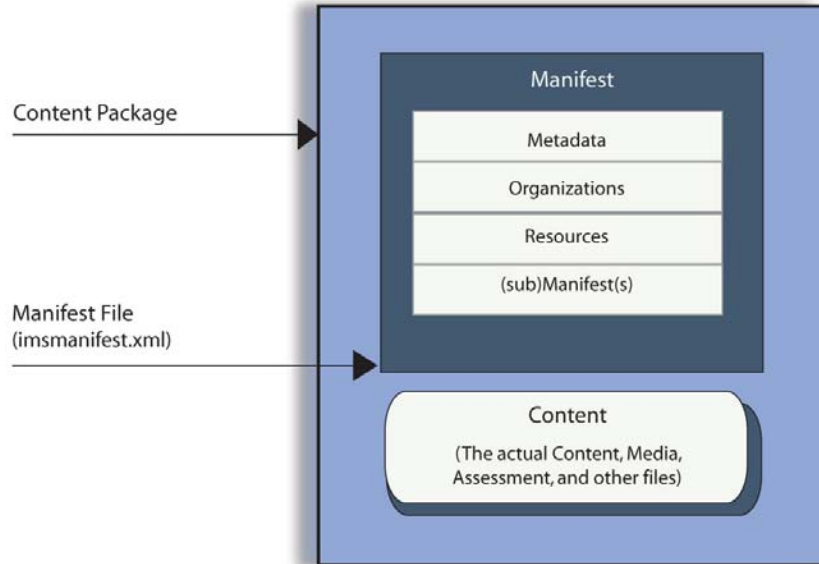 Content Package
Manifest File
(imsmanifest.xml)
Manifest
Metadata
Organizations
Resources
(sub)Manifest(s)
Content
(The actual Content, Media,
Assessment, and other files)